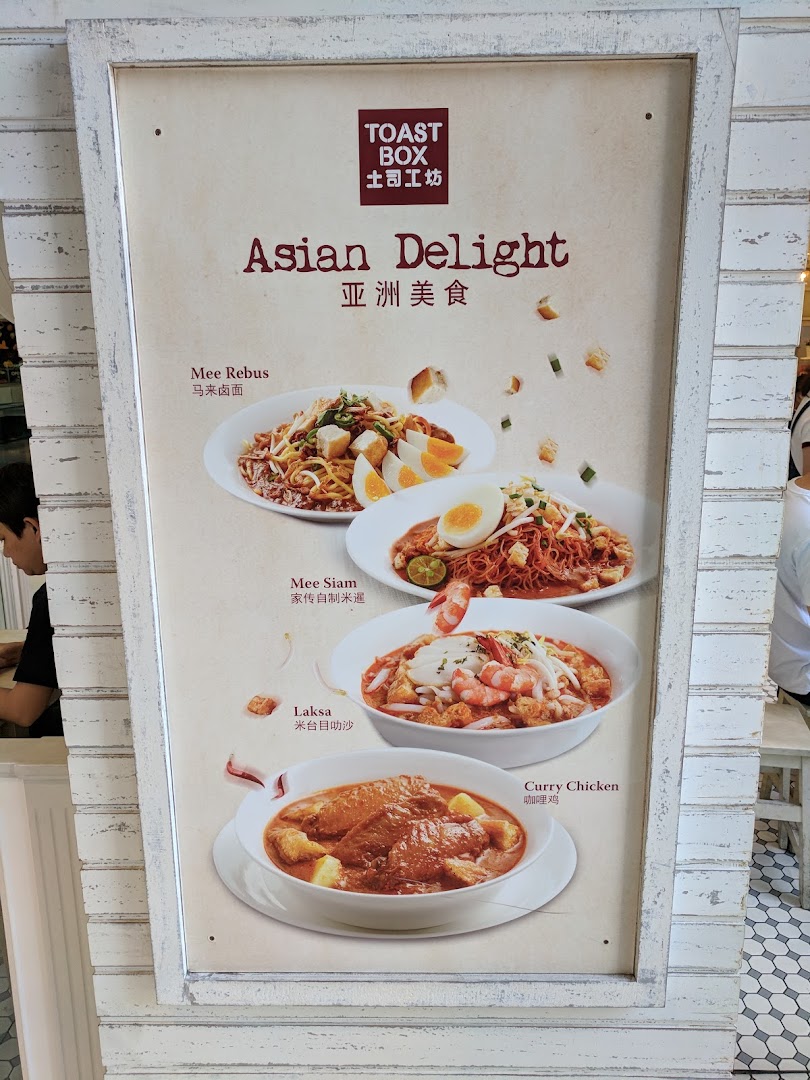 TOAST
BOX
土司工坊
Asian Delight
亚洲美食
Mee Rebus
马来卤面
Mee Siam
家传自制米暹
Laksa
米台目叻沙
Curry Chicken
咖哩鸡